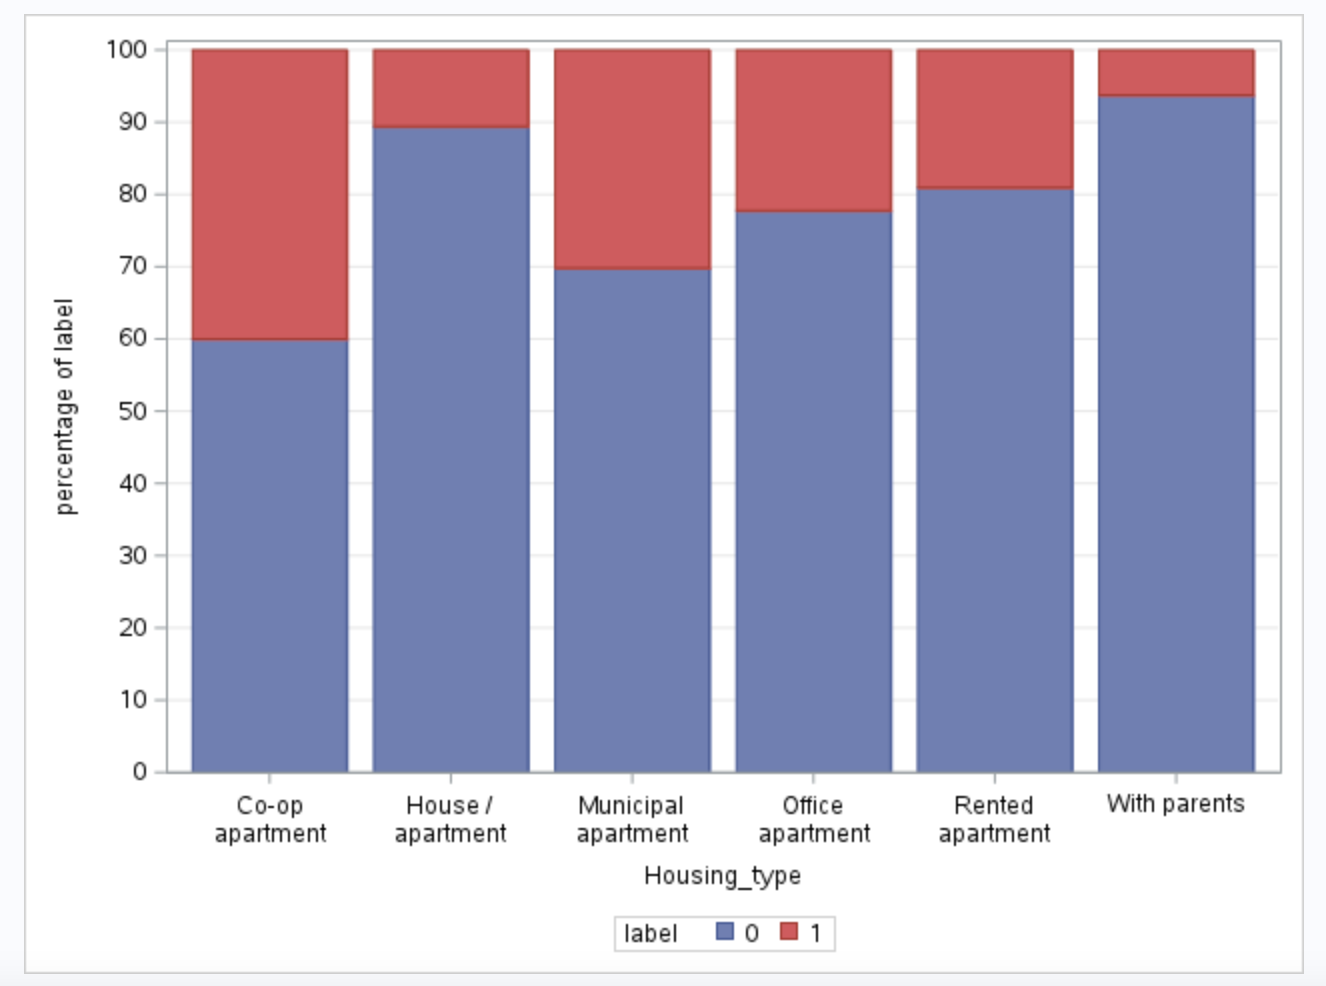 percentage of label
100
90
80
70
60
50
40
30
20
10
0
Co-op
apartment
House /
apartment
Municipal
apartment
Office
apartment
Rented
apartment
With parents
Housing_type
label 0 1